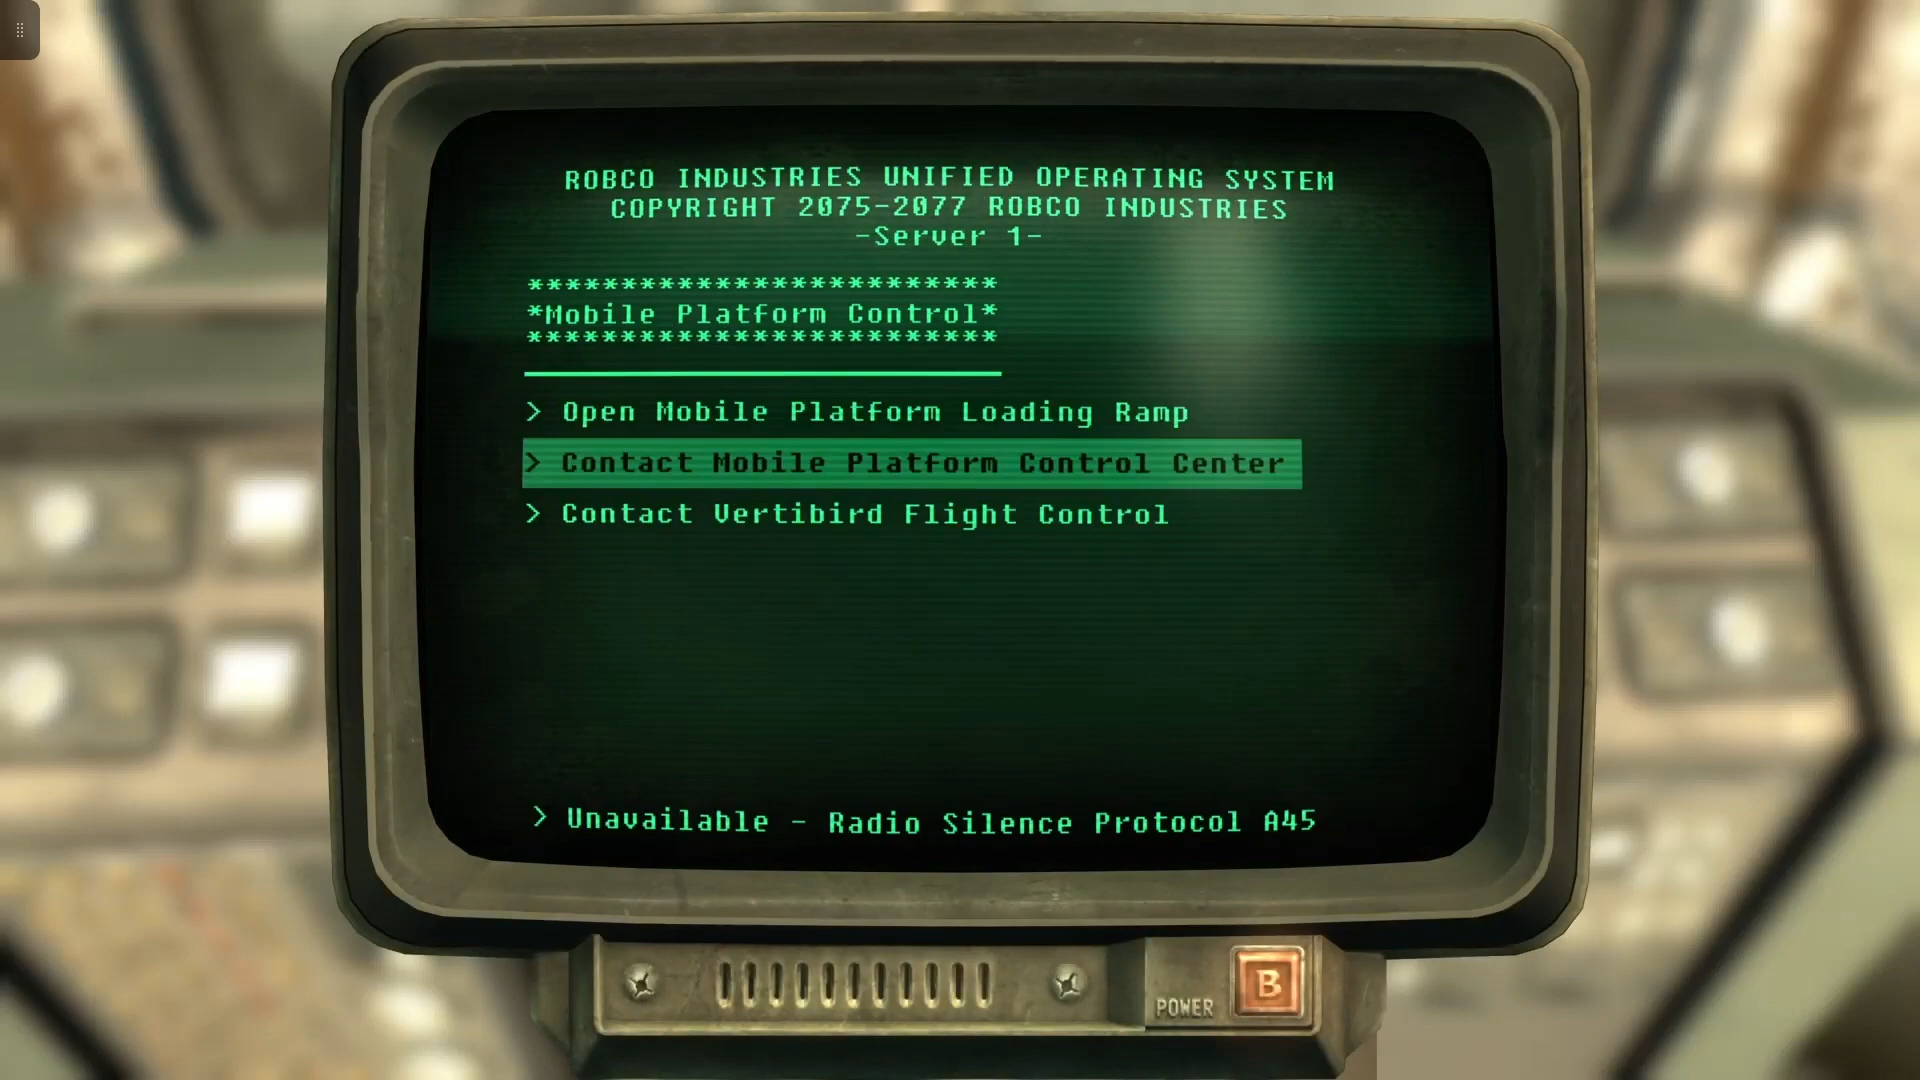 ROBCO INDUSTRIES UNIFIED OPERATING SYSTEM
COPYRIGHT 2075-2077 ROBCO INDUSTRIES
-Server 1-
*************************
*Mobile Platform Control*
*************************
> Open Mobile Platform Loading Ramp
> Contact Mobile Platform Control Center
> Contact Vertibird Flight Control
> Unavailable - Radio Silence Protocol A45
POWER B